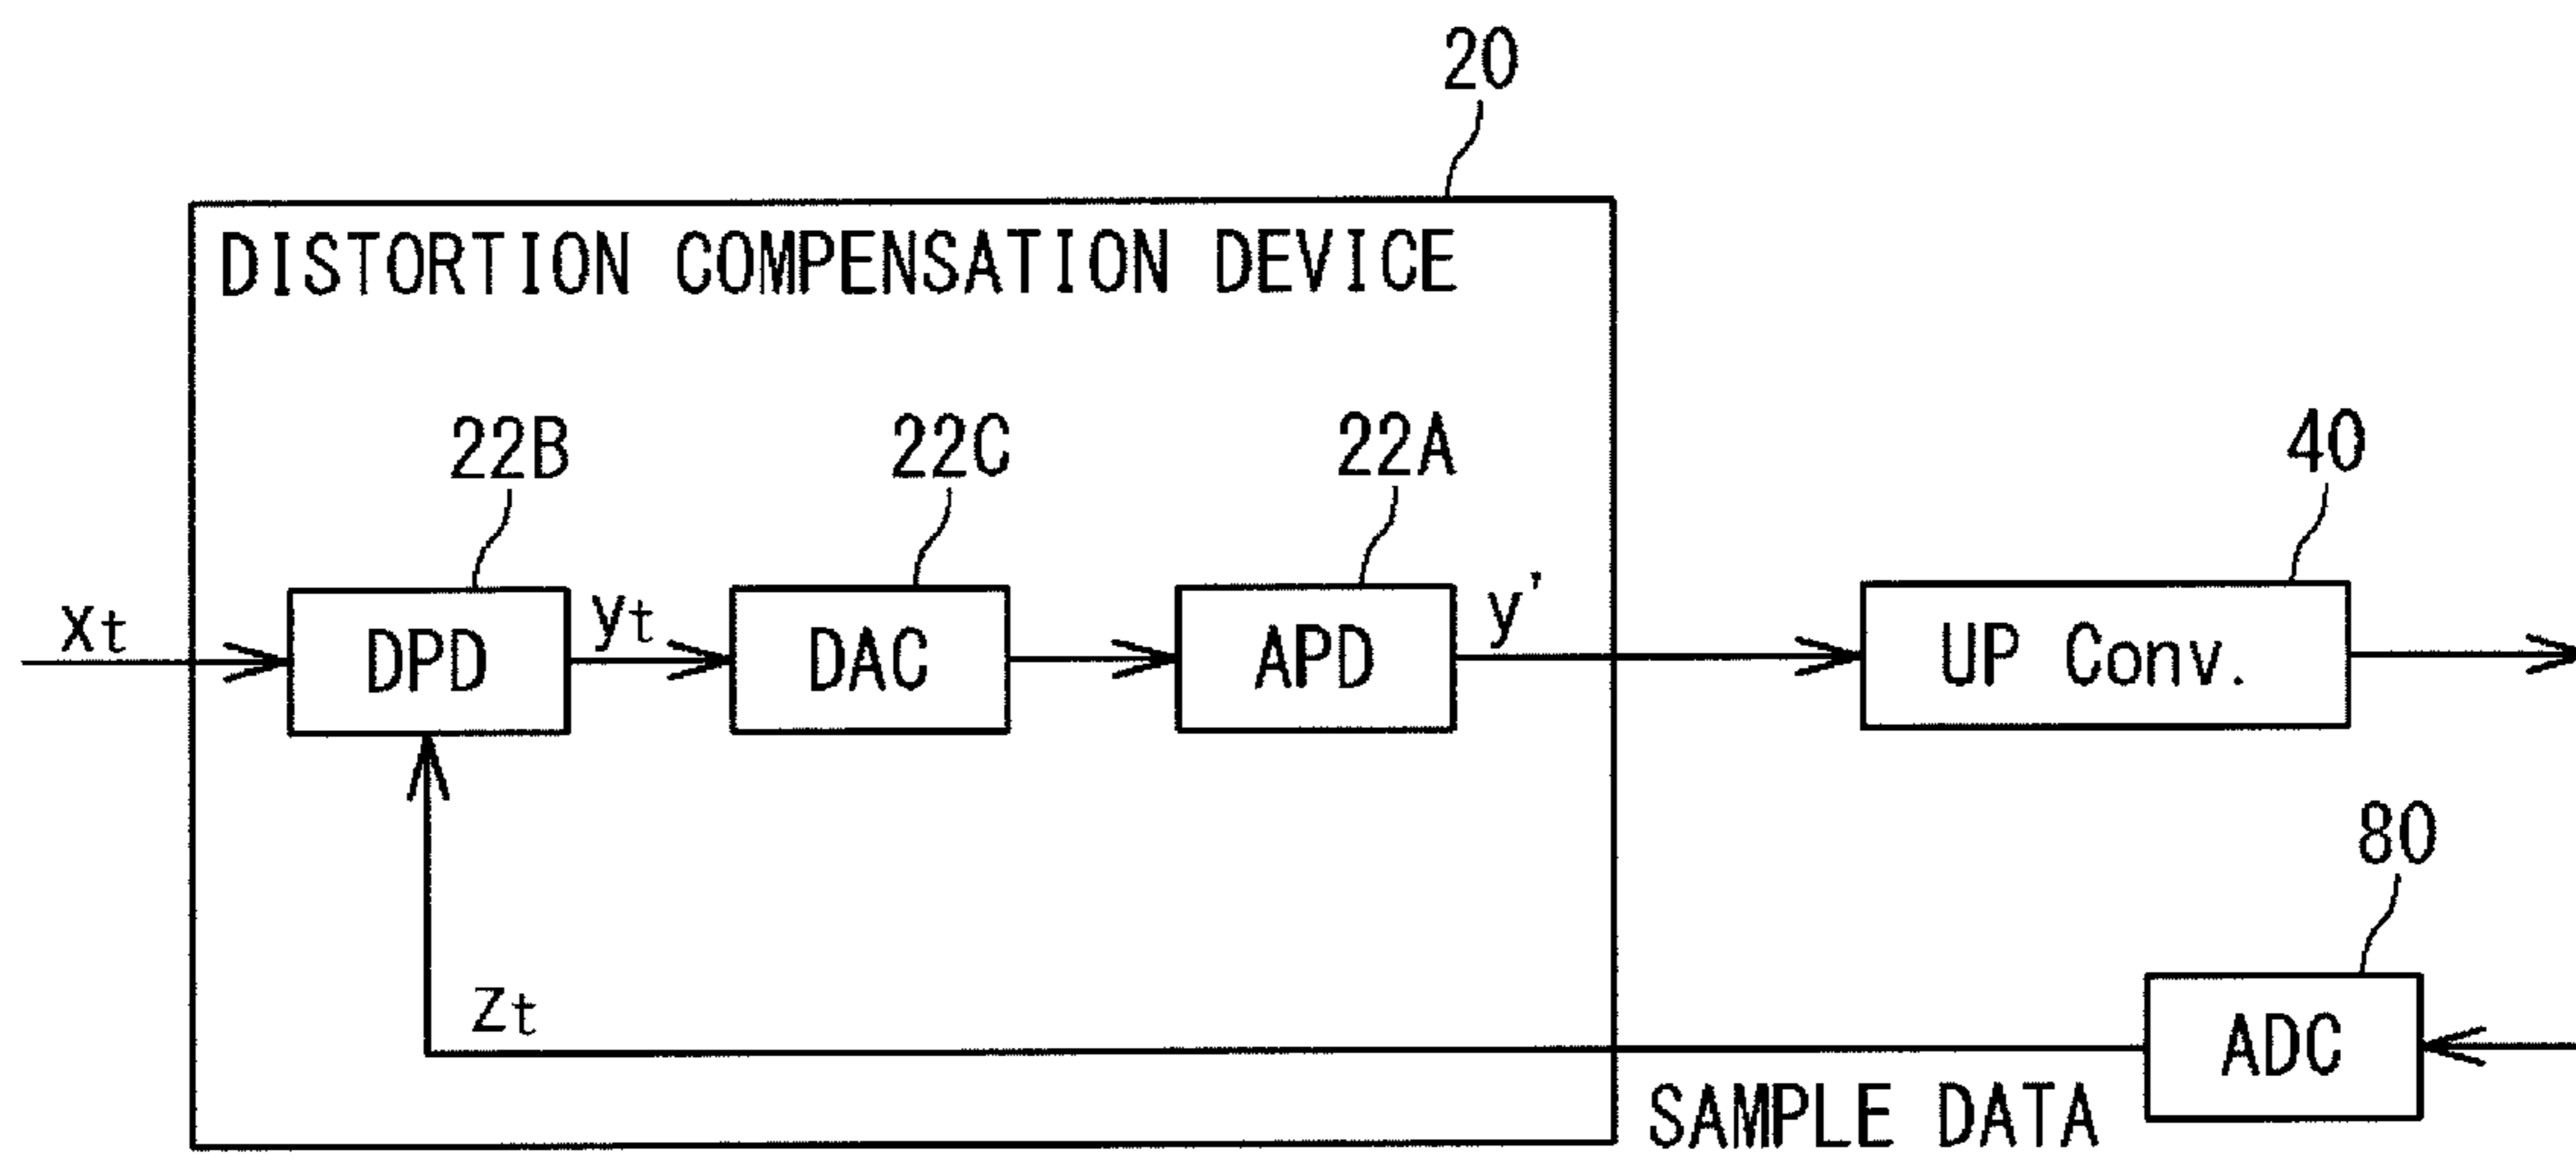 20
DISTORTION COMPENSATION DEVICE
22B
22C
22A
40
xt
DPD
yt
DAC
APD
y'
UP Conv.
80
zt
ADC
SAMPLE DATA